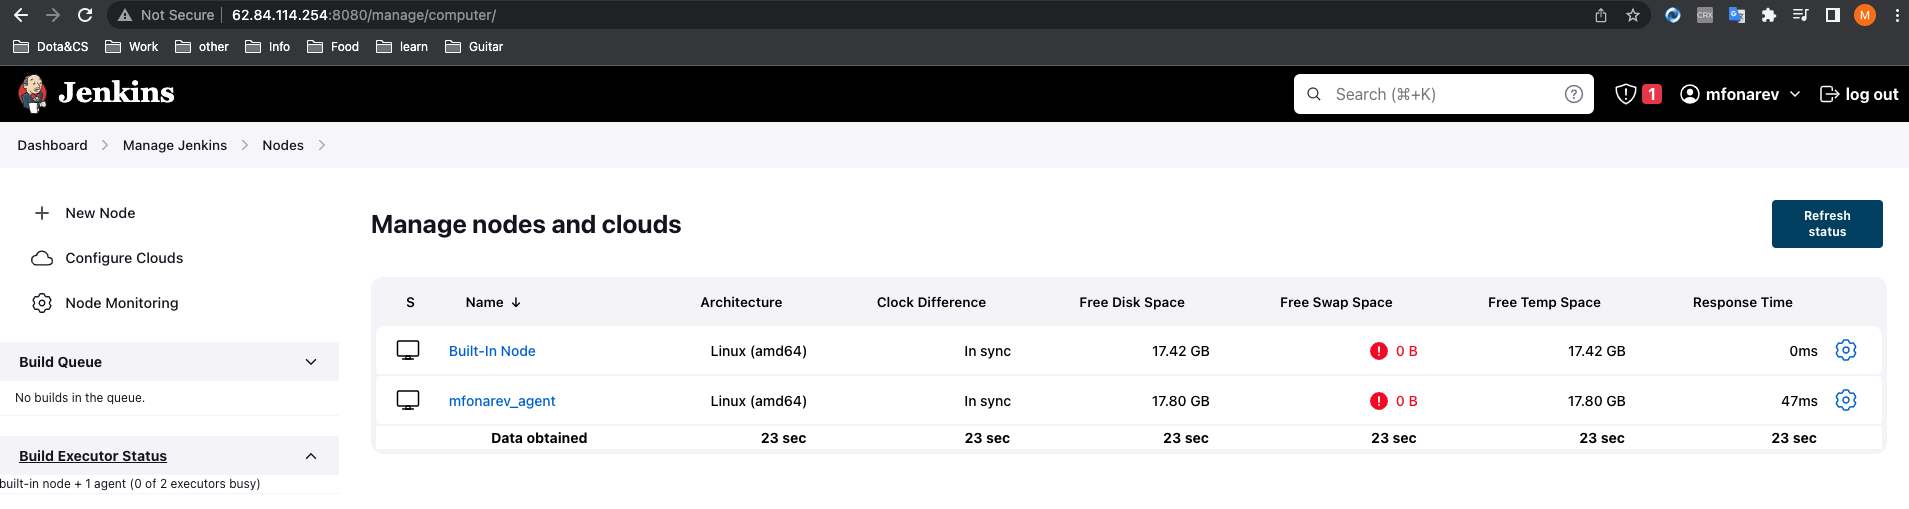 Not Secure 62.84.114.254:8080/manage/computer/
CRX
G
M
Dota&CS Work other Info Food learn Guitar
Jenkins
Search (⌘+K)
?
1
mfonarev
log out
Dashboard Manage Jenkins Nodes
New Node
Configure Clouds
Node Monitoring
Build Queue
No builds in the queue.
Build Executor Status
built-in node + 1 agent (0 of 2 executors busy)
Manage nodes and clouds
Refresh
status
S Name ↓ Architecture Clock Difference Free Disk Space Free Swap Space Free Temp Space Response Time
Built-In Node Linux (amd64) In sync 17.42 GB ! 0 B 17.42 GB 0ms
mfonarev_agent Linux (amd64) In sync 17.80 GB ! 0 B 17.80 GB 47ms
Data obtained 23 sec 23 sec 23 sec 23 sec 23 sec 23 sec